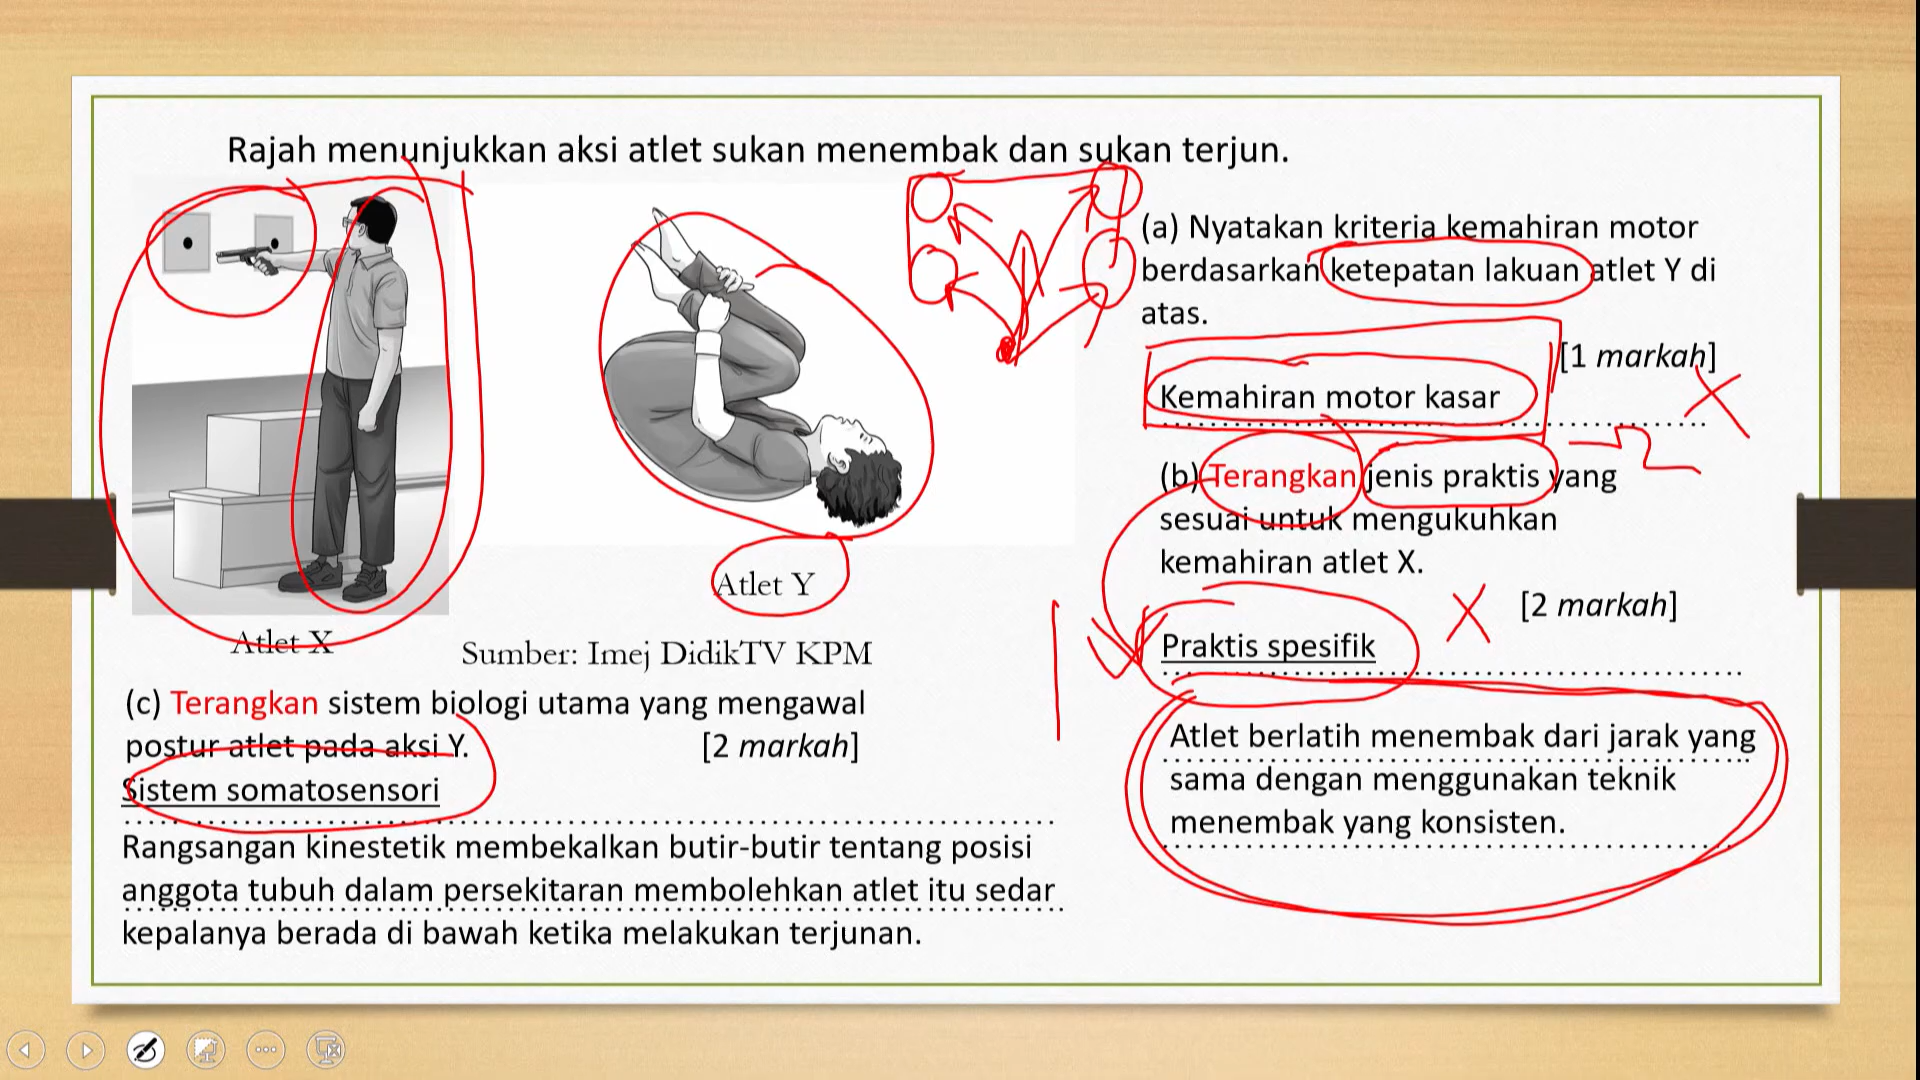 Rajah menunjukkan aksi atlet sukan menembak dan sukan terjun.
Atlet X
Atlet Y
Sumber: Imej DidikTV KPM
(a) Nyatakan kriteria kemahiran motor
berdasarkan ketepatan lakuan atlet Y di
atas.
[1 markah]
Kemahiran motor kasar
(b) Terangkan jenis praktis yang
sesuai untuk mengukuhkan
kemahiran atlet X.
[2 markah]
Praktis spesifik
Atlet berlatih menembak dari jarak yang
sama dengan menggunakan teknik
menembak yang konsisten.
(c) Terangkan sistem biologi utama yang mengawal
postur atlet pada aksi Y. [2 markah]
Sistem somatosensori
Rangsangan kinestetik membekalkan butir-butir tentang posisi
anggota tubuh dalam persekitaran membolehkan atlet itu sedar
kepalanya berada di bawah ketika melakukan terjunan.